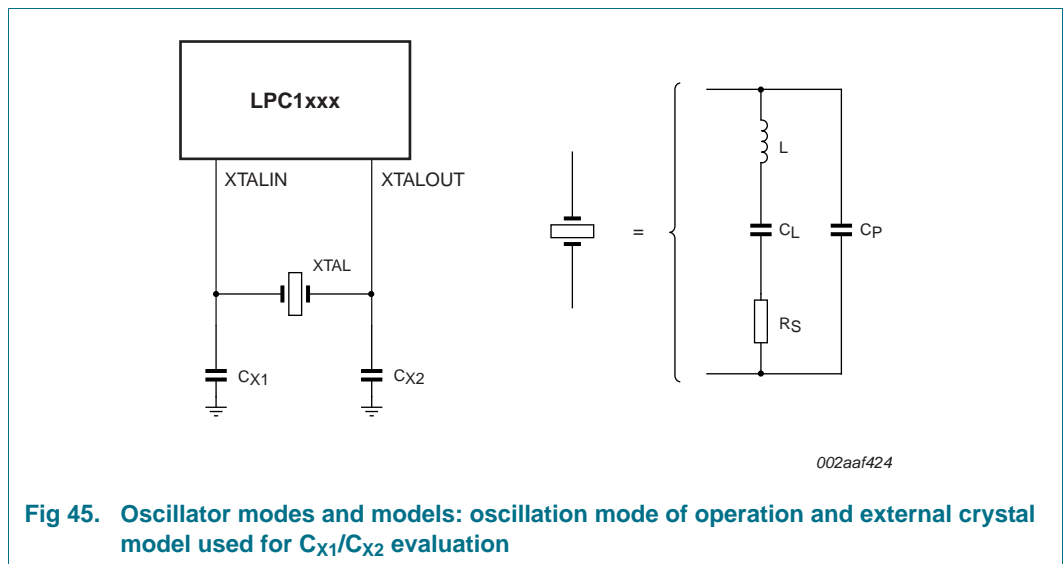 LPC1xxx
XTALIN
XTALOUT
XTAL
CX1
CX2
=
L
CL
CP
RS
002aaf424
Fig 45. Oscillator modes and models: oscillation mode of operation and external crystal
model used for CX1/CX2 evaluation